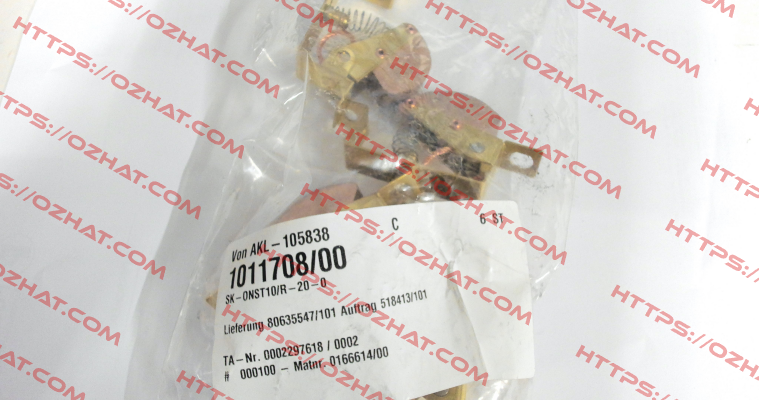 Von AKL-105838 C 6 ST
1011708/00
SK-ONST10/R-20-0
Lieferung 80635547/101 Auftrag 518413/101
TA-Nr. 0002297618 / 0002
# 000100 - Matnr. 0166614/00
HTTPS://OZHAT.COM